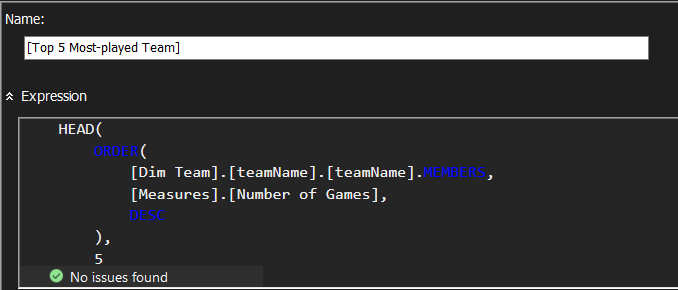 Name:
[Top 5 Most-played Team]
Expression
HEAD(
ORDER(
[Dim Team].[teamName].[teamName].MEMBERS,
[Measures].[Number of Games],
DESC
),
5
No issues found